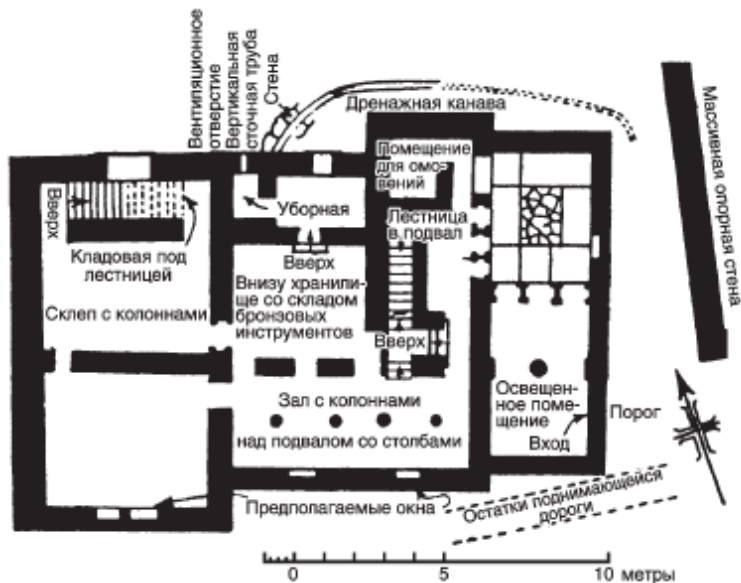 Вентиляционное
отверстие
Вертикальная
сточная труба
Стена
Дренажная канава
Массивная опорная стена
Помещение
для омо-
вений
Вверх
Уборная
Лестница
в подвал
Кладовая под
лестницей
Вверх
Внизу хранили-
ще со складом
бронзовых
инструментов
Склеп с колоннами
Вверх
Освещен-
ное поме-
щение
Порог
Вход
Зал с колоннами
над подвалом со столбами
Предполагаемые окна
Остатки поднимающейся
дороги
0 5 10 метры